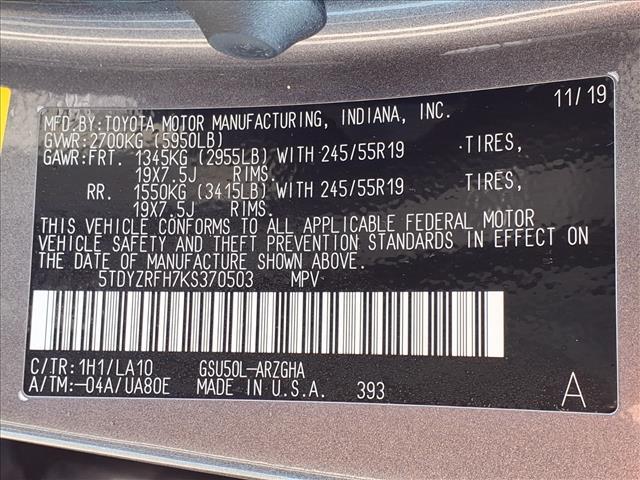 11/19
MFD.BY:TOYOTA MOTOR MANUFACTURING, INDIANA, INC.
GVWR:2700KG (5950LB)
GAWR:FRT. 1345KG (2955LB) WITH 245/55R19 TIRES,
19X7.5J RIMS.
RR. 1550KG (3415LB) WITH 245/55R19 TIRES,
19X7.5J RIMS.
THIS VEHICLE CONFORMS TO ALL APPLICABLE FEDERAL MOTOR
VEHICLE SAFETY AND THEFT PREVENTION STANDARDS IN EFFECT ON
THE DATE OF MANUFACTURE SHOWN ABOVE.
5TDYZRFH7KS370503 MPV
C/TR:1H1/LA10 GSU50L-ARZGHA
A/TM:-04A/UA80E MADE IN U.S.A. 393 A